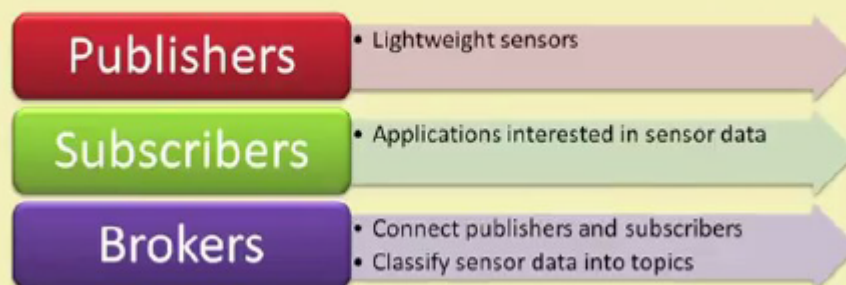 Publishers
• Lightweight sensors
Subscribers
• Applications interested in sensor data
Brokers
• Connect publishers and subscribers
• Classify sensor data into topics